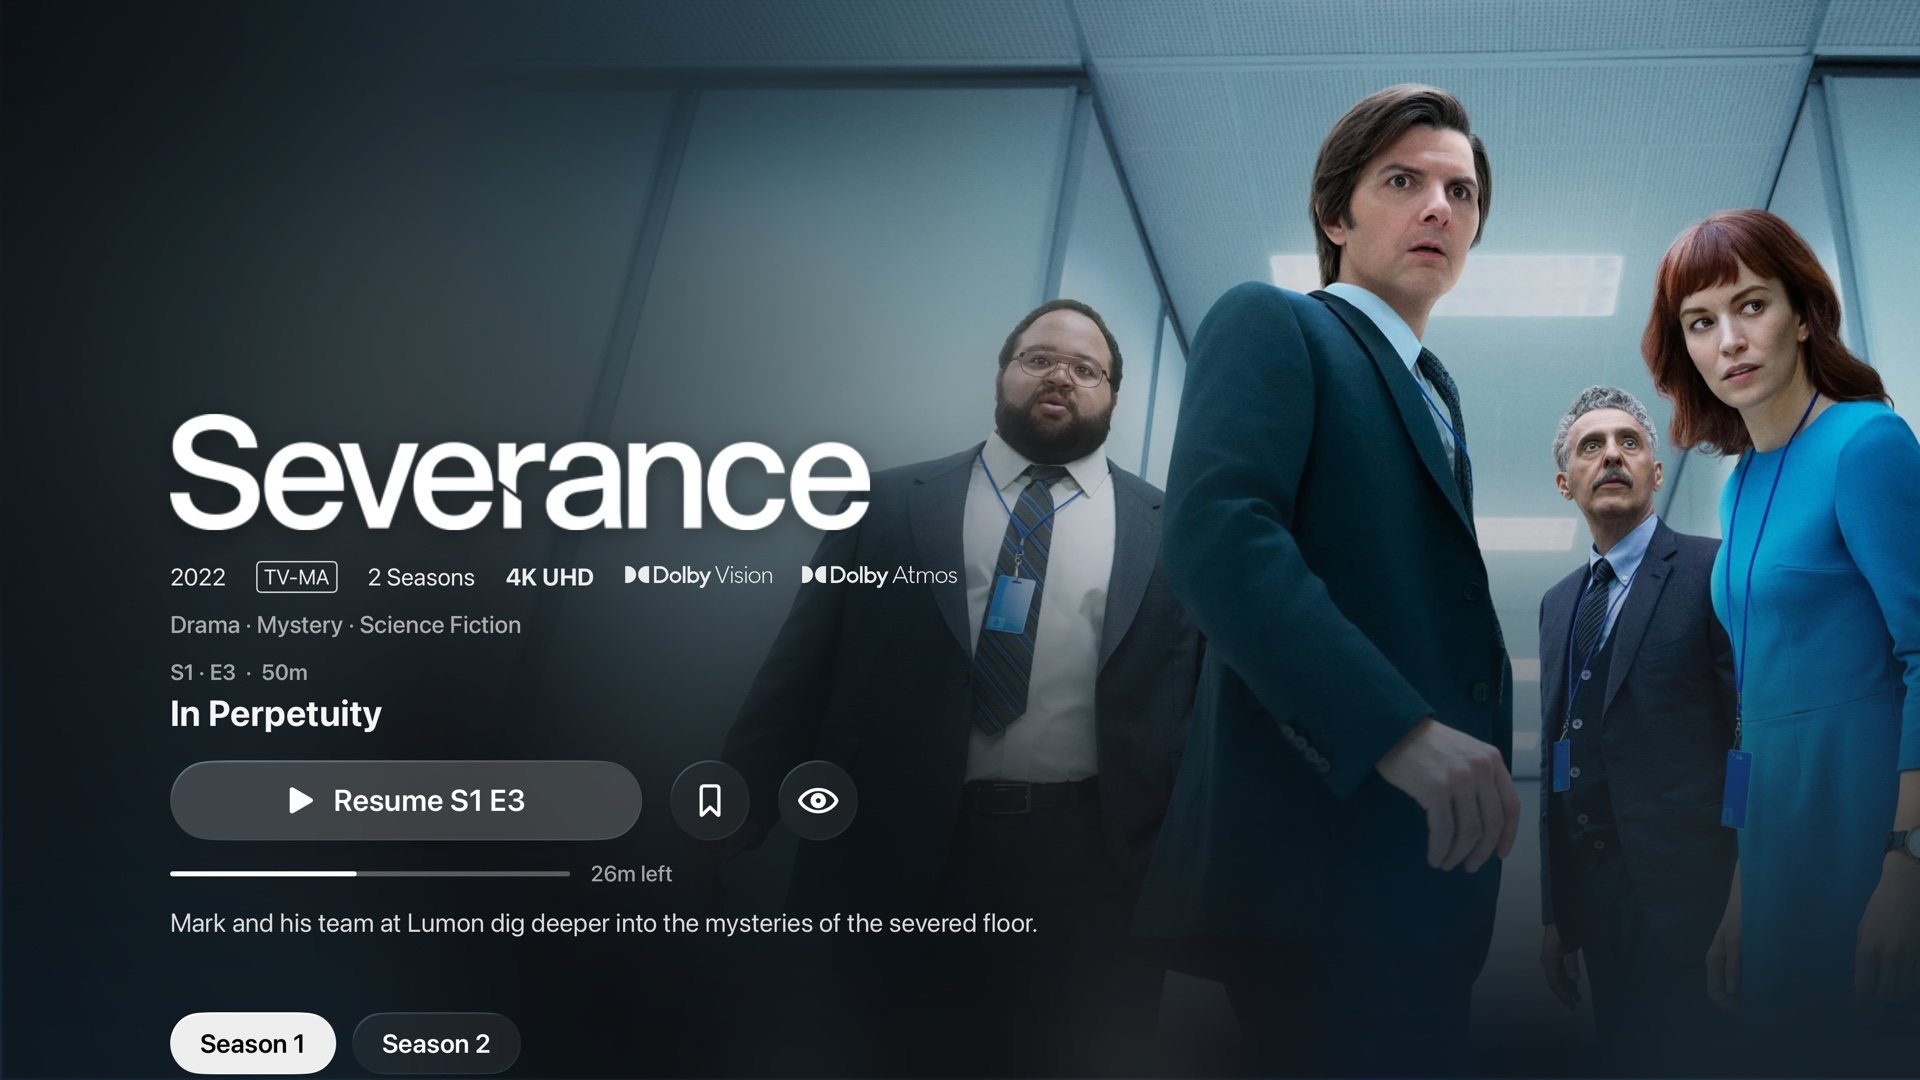 Severance
2022 TV-MA 2 Seasons 4K UHD Dolby Vision Dolby Atmos
Drama · Mystery · Science Fiction
S1 · E3 · 50m
In Perpetuity
Resume S1 E3
26m left
Mark and his team at Lumon dig deeper into the mysteries of the severed floor.
Season 1 Season 2